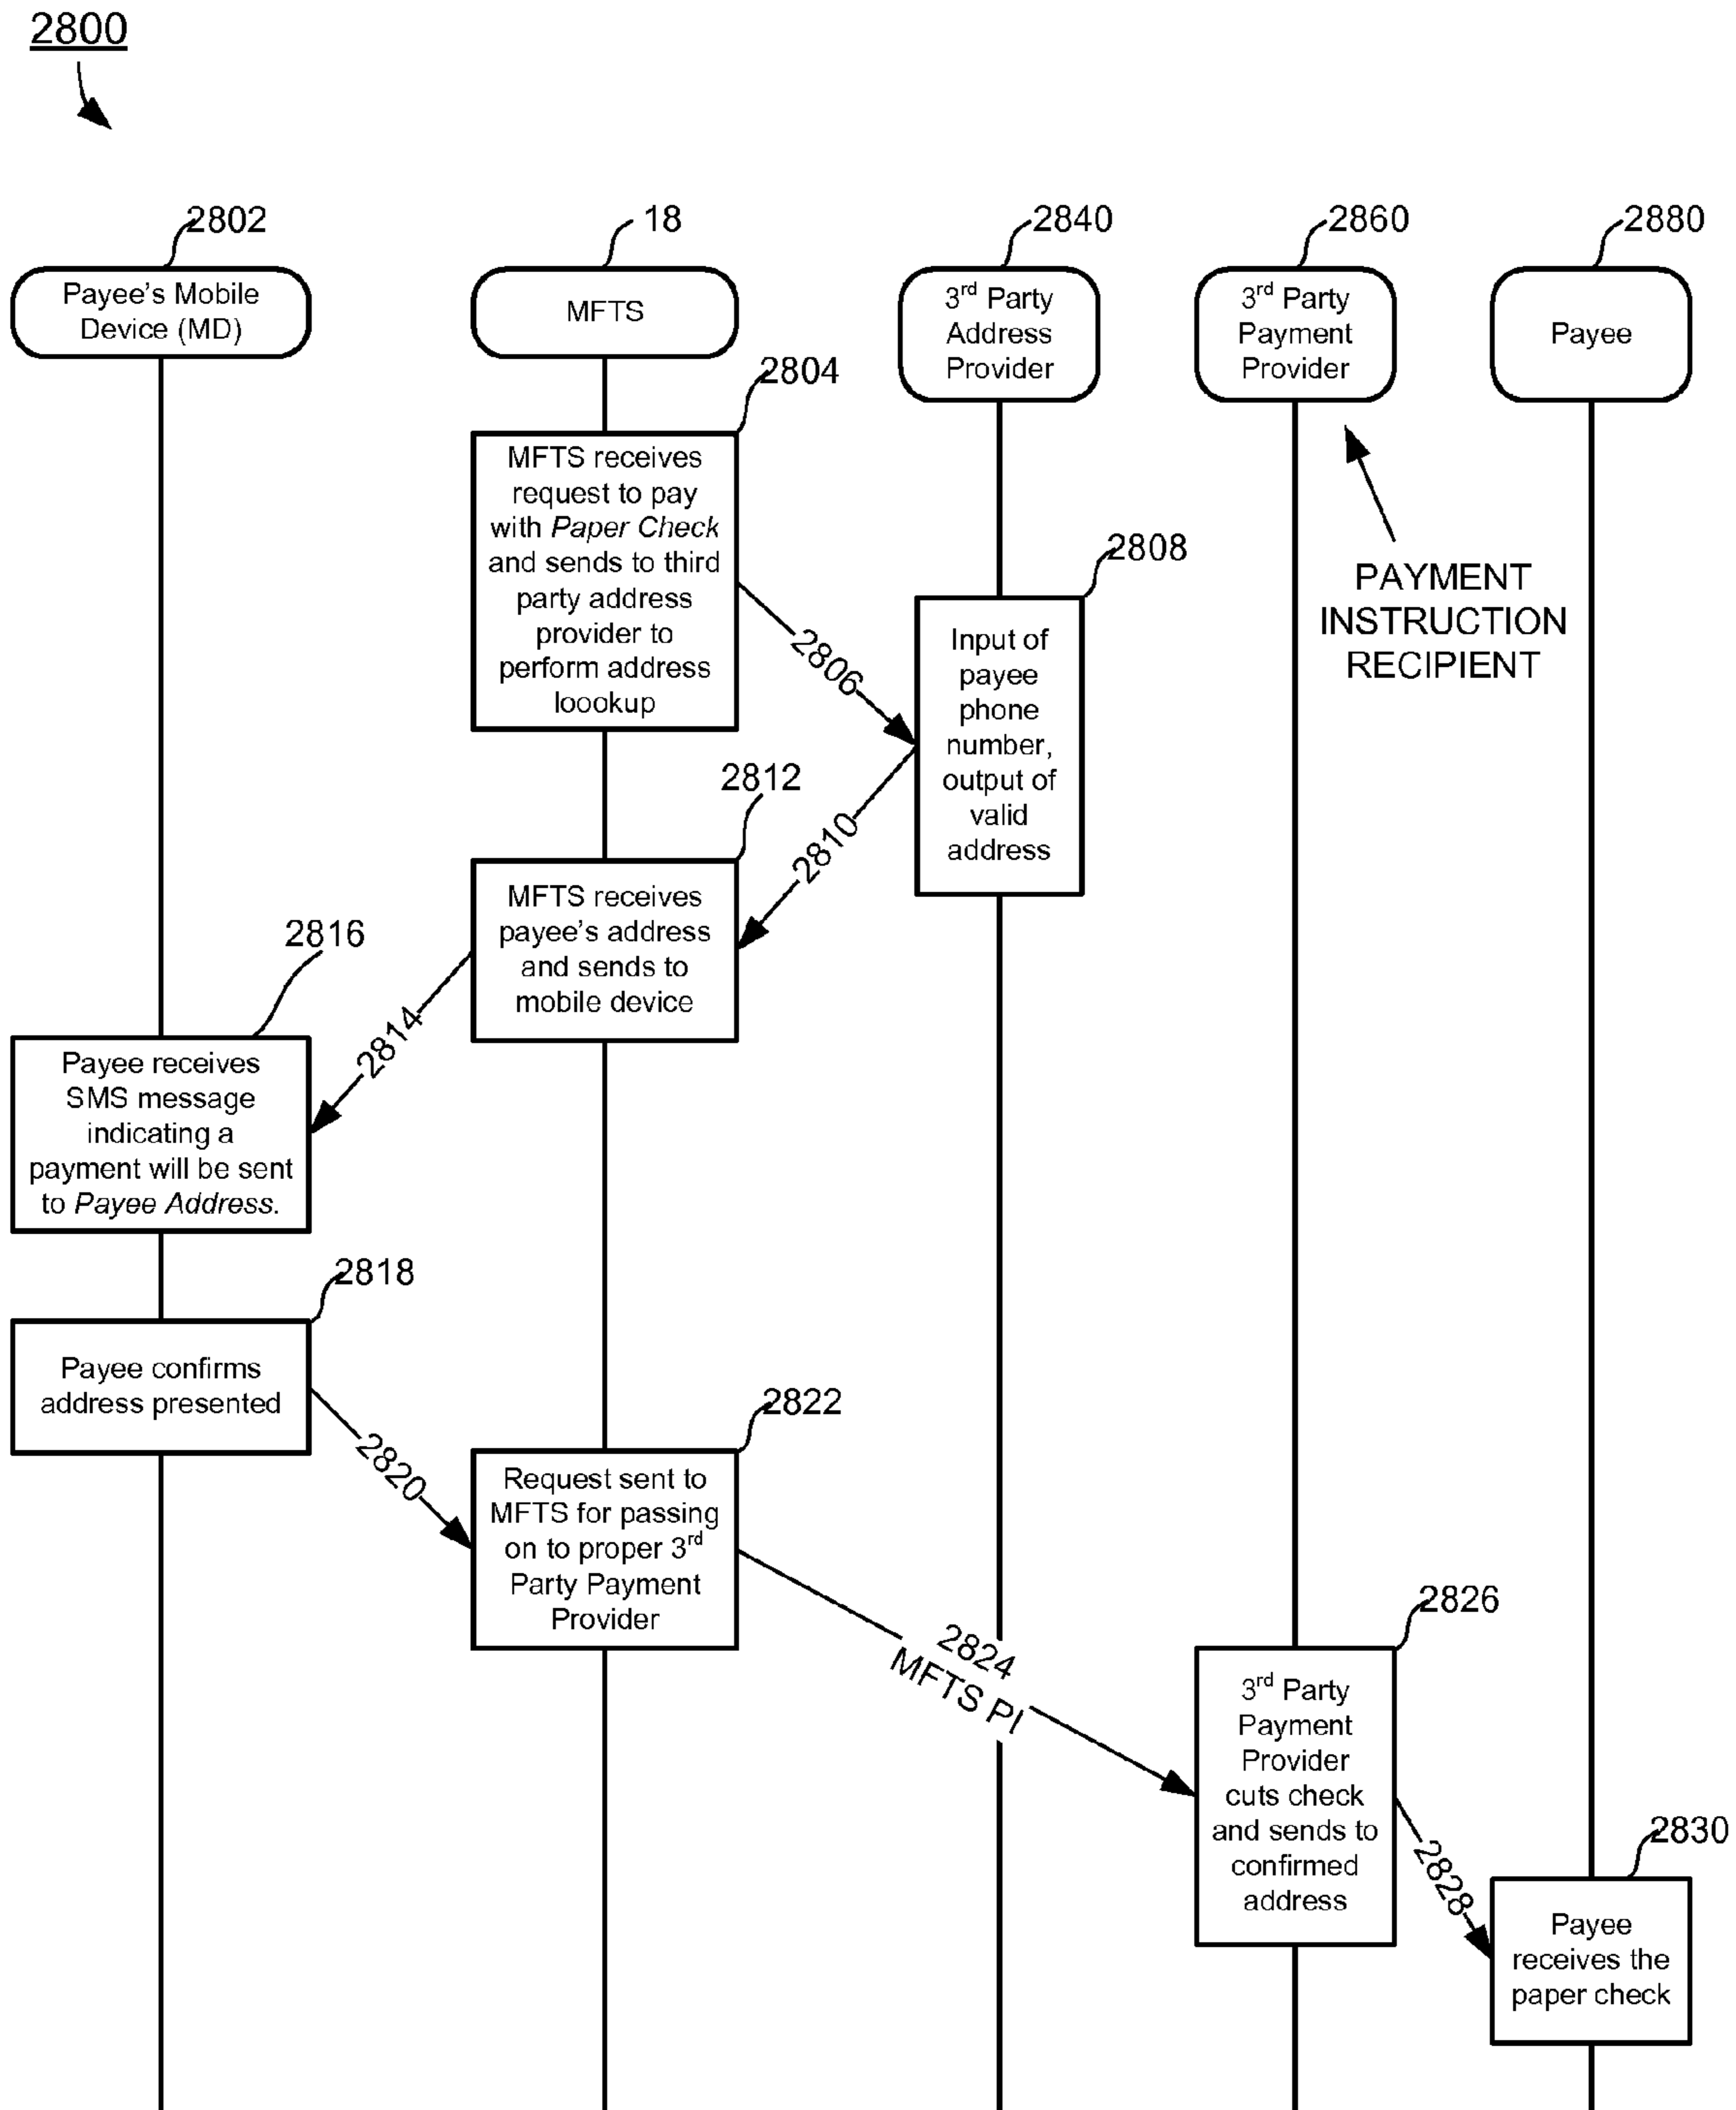 2800
2802
18
2840
2860
2880
Payee's Mobile
Device (MD)
MFTS
3rd Party
Address
Provider
3rd Party
Payment
Provider
Payee
2804
MFTS receives
request to pay
with Paper Check
and sends to third
party address
provider to
perform address
loookup
2806
2808
Input of
payee
phone
number,
output of
valid
address
PAYMENT
INSTRUCTION
RECIPIENT
2810
2812
MFTS receives
payee's address
and sends to
mobile device
2814
2816
Payee receives
SMS message
indicating a
payment will be sent
to Payee Address.
2818
Payee confirms
address presented
2820
2822
Request sent to
MFTS for passing
on to proper 3rd
Party Payment
Provider
2824
MFTS PI
2826
3rd Party
Payment
Provider
cuts check
and sends to
confirmed
address
2828
2830
Payee
receives the
paper check